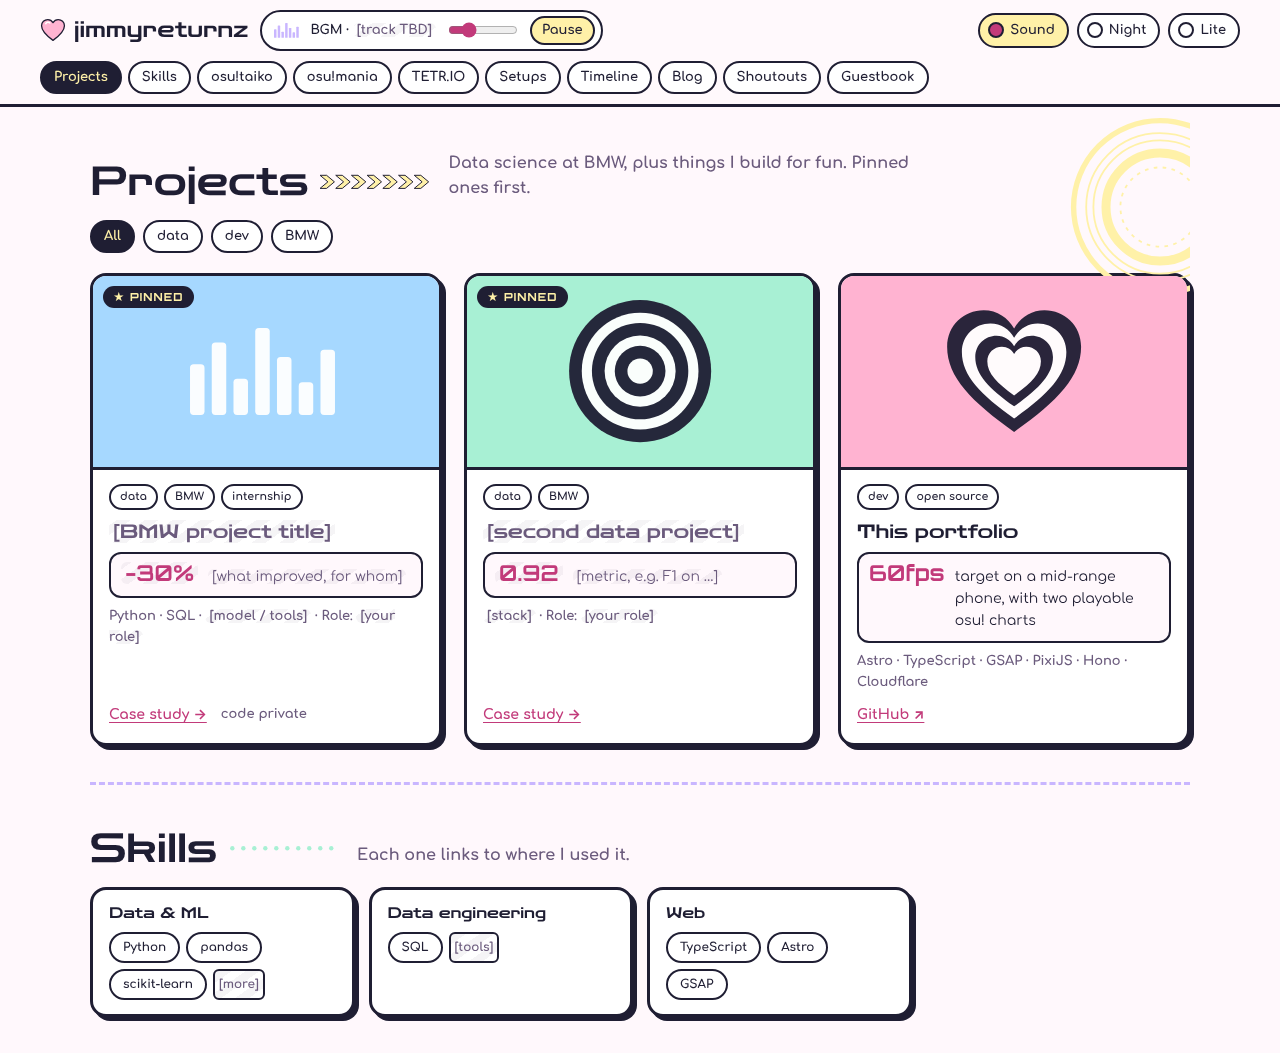 jimmyreturnz
BGM · [track TBD]
Pause
Sound
Night
Lite
Projects
Skills
osu!taiko
osu!mania
TETR.IO
Setups
Timeline
Blog
Shoutouts
Guestbook
Projects
Data science at BMW, plus things I build for fun. Pinned
ones first.
All
data
dev
BMW
★ PINNED
data
BMW
internship
[BMW project title]
-30% [what improved, for whom]
Python · SQL · [model / tools] · Role: [your
role]
Case study → code private
★ PINNED
data
BMW
[second data project]
0.92 [metric, e.g. F1 on ...]
[stack] · Role: [your role]
Case study →
dev
open source
This portfolio
60fps target on a mid-range
phone, with two playable
osu! charts
Astro · TypeScript · GSAP · PixiJS · Hono ·
Cloudflare
GitHub ↗
Skills
Each one links to where I used it.
Data & ML
Python
pandas
scikit-learn
[more]
Data engineering
SQL
[tools]
Web
TypeScript
Astro
GSAP